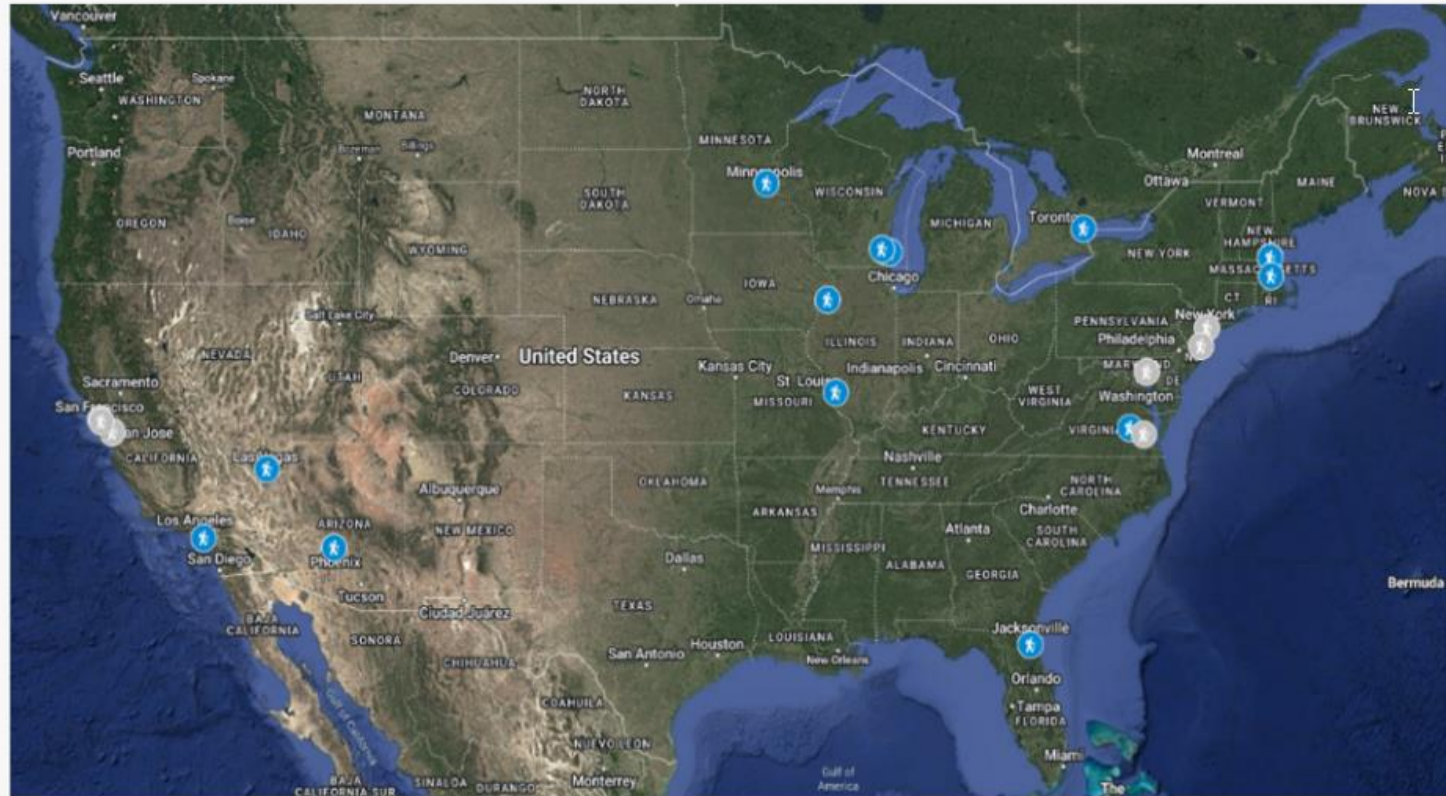 Vancouver
Seattle
Spokane
WASHINGTON
NORTH
DAKOTA
MONTANA
NEW
BRUNSWICK
Portland
Bozeman
Billings
MINNESOTA
Montreal
Ottawa
MAINE
NOVA
Minneapolis
WISCONSIN
SOUTH
DAKOTA
VERMONT
OREGON
Boise
IDAHO
MICHIGAN
Toronto
NEW
HAMPSHIRE
WYOMING
NEW YORK
MASSACHUSETTS
Chicago
IOWA
NEBRASKA
Omaha
CT
RI
Salt Lake City
PENNSYLVANIA
New York
NEVADA
Denver
United States
ILLINOIS
INDIANA
OHIO
Philadelphia
Kansas City
Indianapolis
Cincinnati
MARYLAND
UTAH
Sacramento
COLORADO
KANSAS
St. Louis
MISSOURI
WEST
VIRGINIA
DE
Washington
San Francisco
San Jose
KENTUCKY
VIRGINIA
CALIFORNIA
Las Vegas
Nashville
OKLAHOMA
TENNESSEE
Albuquerque
Memphis
NORTH
CAROLINA
Charlotte
Los Angeles
ARIZONA
NEW MEXICO
ARKANSAS
Atlanta
SOUTH
CAROLINA
San Diego
Phoenix
Dallas
MISSISSIPPI
ALABAMA
GEORGIA
Bermuda
Tucson
Ciudad Juárez
TEXAS
BAJA
CALIFORNIA
SONORA
LOUISIANA
Jacksonville
Houston
San Antonio
New Orleans
CHIHUAHUA
Orlando
Gulf of California
COAHUILA
Tampa
FLORIDA
NUEVO LEON
Miami
BAJA
CALIFORNIA SUR
SINALOA
DURANGO
Monterrey
Gulf of
America
The